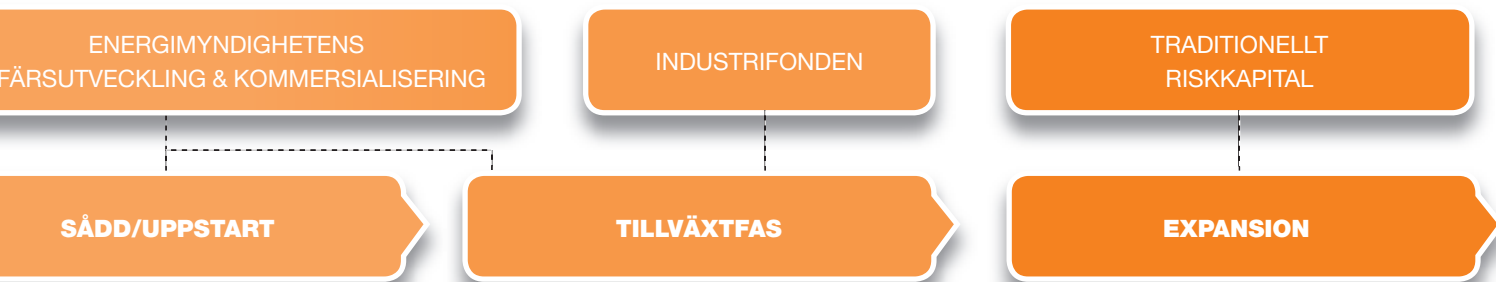 ENERGIMYNDIGHETENS
FÄRSUTVECKLING & KOMMERSIALISERING
INDUSTRIFONDEN
TRADITIONELLT
RISKKAPITAL
SÅDD/UPPSTART
TILLVÄXTFAS
EXPANSION